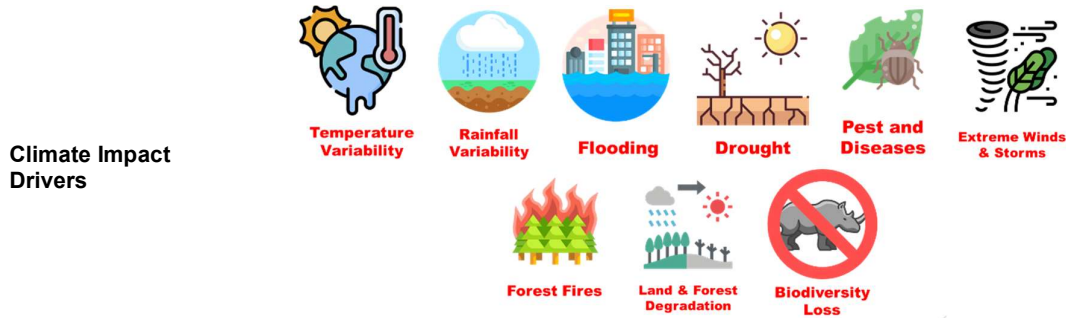 Climate Impact
Drivers
Temperature
Variability
Rainfall
Variability
Flooding
Drought
Pest and
Diseases
Extreme Winds
& Storms
Forest Fires
Land & Forest
Degradation
Biodiversity
Loss